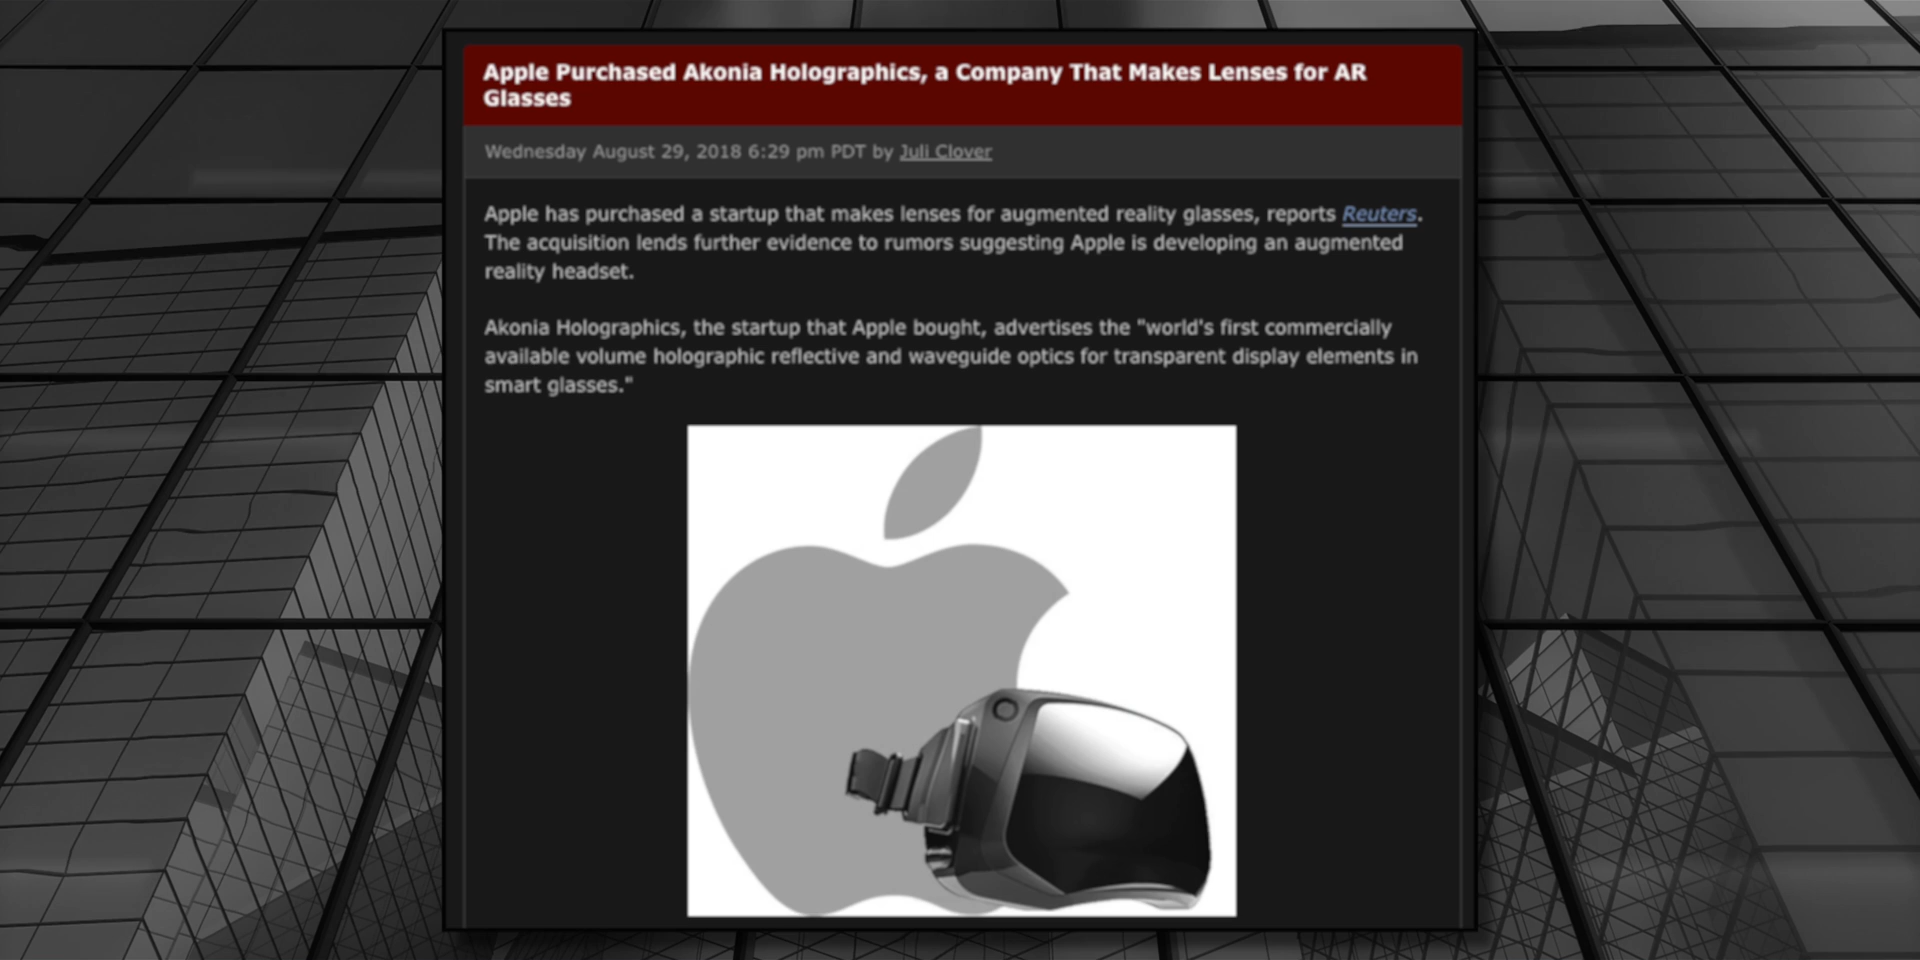 Apple Purchased Akonia Holographics, a Company That Makes Lenses for AR
Glasses
Wednesday August 29, 2018 6:29 pm PDT by Juli Clover
Apple has purchased a startup that makes lenses for augmented reality glasses, reports Reuters.
The acquisition lends further evidence to rumors suggesting Apple is developing an augmented
reality headset.
Akonia Holographics, the startup that Apple bought, advertises the "world's first commercially
available volume holographic reflective and waveguide optics for transparent display elements in
smart glasses."